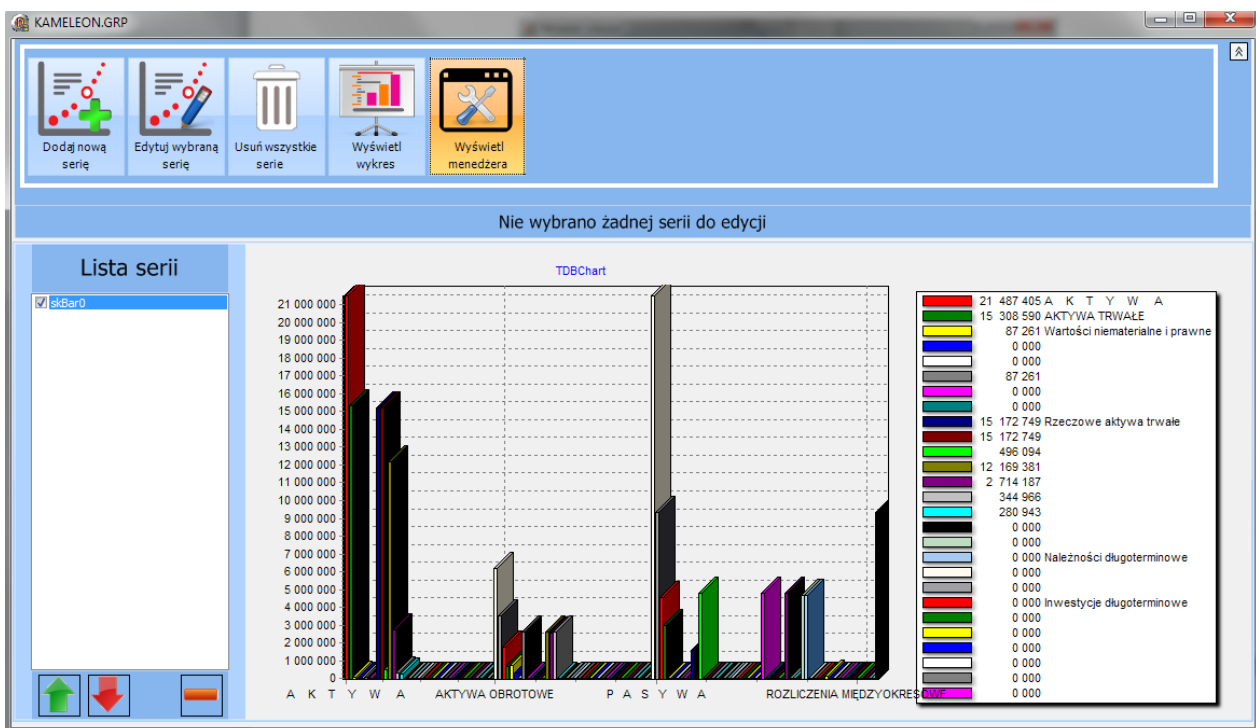 KAMELEON.GRP
Dodaj nową serię
Edytuj wybraną serię
Usuń wszystkie serie
Wyświetl wykres
Wyświetl menedżera
Nie wybrano żadnej serii do edycji
Lista serii
skBar0
TDBChart
21 000 000
20 000 000
19 000 000
18 000 000
17 000 000
16 000 000
15 000 000
14 000 000
13 000 000
12 000 000
11 000 000
10 000 000
9 000 000
8 000 000
7 000 000
6 000 000
5 000 000
4 000 000
3 000 000
2 000 000
1 000 000
0
A K T Y W A
AKTYWA OBROTOWE
P A S Y W A
ROZLICZENIA MIĘDZYOKRESOWE
21 487 405 A K T Y W A
15 308 590 AKTYWA TRWAŁE
87 261 Wartości niematerialne i prawne
0 000
0 000
87 261
0 000
0 000
15 172 749 Rzeczowe aktywa trwałe
15 172 749
496 094
12 169 381
2 714 187
344 966
280 943
0 000
0 000
0 000 Należności długoterminowe
0 000
0 000
0 000 Inwestycje długoterminowe
0 000
0 000
0 000
0 000
0 000
0 000